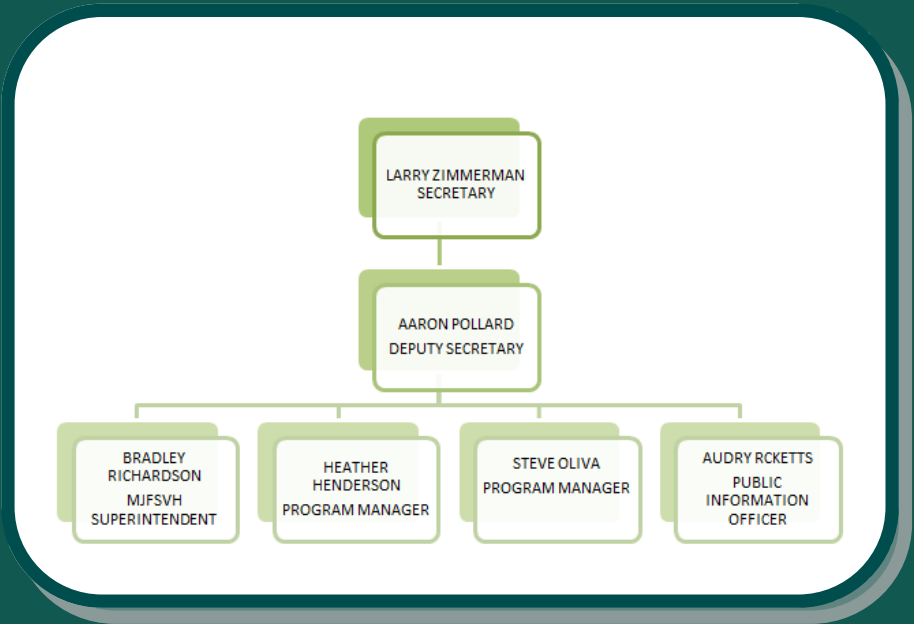 LARRY ZIMMERMAN
SECRETARY
AARON POLLARD
DEPUTY SECRETARY
BRADLEY
RICHARDSON
MJFSVH
SUPERINTENDENT
HEATHER
HENDERSON
PROGRAM MANAGER
STEVE OLIVA
PROGRAM MANAGER
AUDRY RCKETTS
PUBLIC
INFORMATION
OFFICER